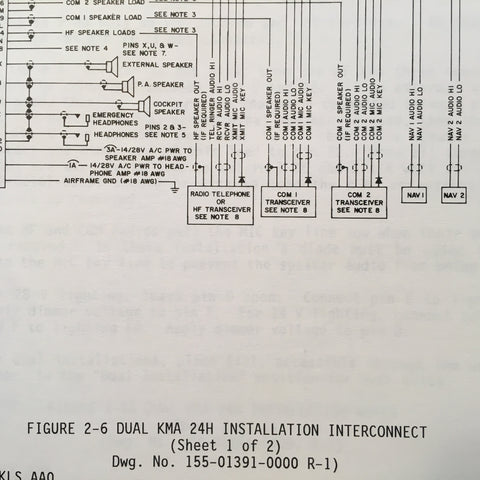 COM 2 SPEAKER LOAD
SEE NOTE 3
COM 1 SPEAKER LOAD
SEE NOTE 3
HF SPEAKER LOADS
SEE NOTE 3
SEE NOTE 4
PINS X,U, & W-
SEE NOTE 7.
EXTERNAL SPEAKER
P.A. SPEAKER
COCKPIT
SPEAKER
EMERGENCY
HEADPHONES
PINS 2 & 3-
HEADPHONES
SEE NOTE 5
3A
14/28V A/C PWR TO
SPEAKER AMP #18 AWG
1A
14/28V A/C PWR TO HEAD-
PHONE AMP #18 AWG
AIRFRAME GND (#18 AWG)
HF SPEAKER OUT
(IF REQUIRED)
TEL RINGER AUDIO HI
RCVR AUDIO HI
RCVR AUDIO LO
XMIT MIC AUDIO
XMIT MIC KEY
COM 1 SPEAKER OUT
(IF REQUIRED)
COM 1 AUDIO HI
COM 1 AUDIO LO
COM 1 MIC AUDIO
COM 1 MIC KEY
COM 2 SPEAKER OUT
(IF REQUIRED)
COM 2 AUDIO HI
COM 2 AUDIO LO
COM 2 MIC AUDIO
COM 2 MIC KEY
NAV 1 AUDIO HI
NAV 1 AUDIO LO
NAV 2 AUDIO HI
NAV 2 AUDIO LO
RADIO TELEPHONE
OR
HF TRANSCEIVER
SEE NOTE 8
COM 1
TRANSCEIVER
SEE NOTE 8
COM 2
TRANSCEIVER
SEE NOTE 8
NAV 1
NAV 2
FIGURE 2-6 DUAL KMA 24H INSTALLATION INTERCONNECT
(Sheet 1 of 2)
Dwg. No. 155-01391-0000 R-1)